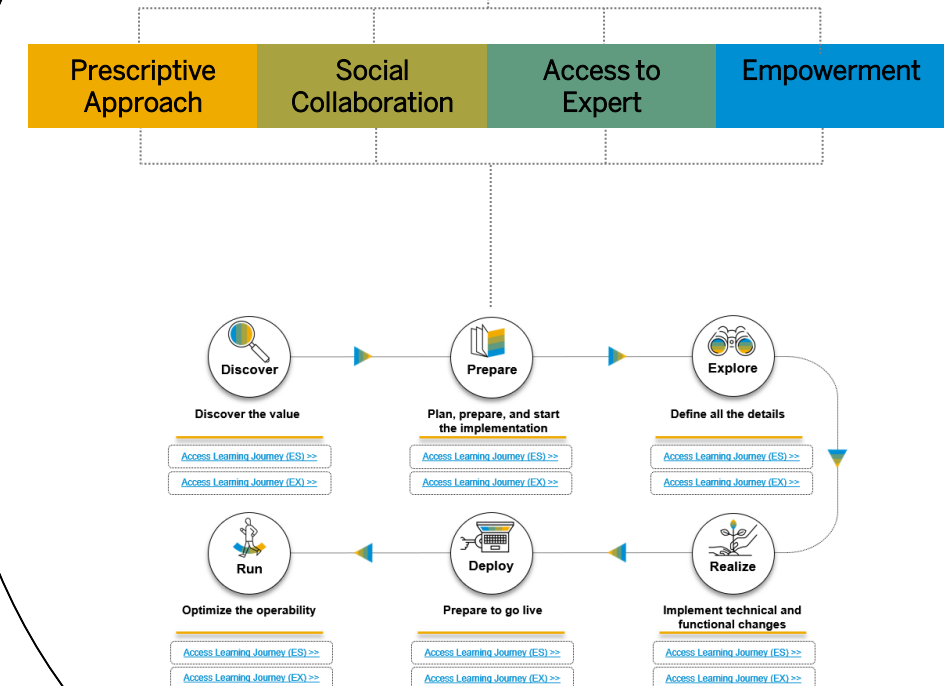 Prescriptive
Approach
Social
Collaboration
Access to
Expert
Empowerment
Discover
Discover the value
Access Learning Journey (ES) >>
Access Learning Journey (EX) >>
Prepare
Plan, prepare, and start
the implementation
Access Learning Journey (ES) >>
Access Learning Journey (EX) >>
Explore
Define all the details
Access Learning Journey (ES) >>
Access Learning Journey (EX) >>
Run
Optimize the operability
Access Learning Journey (ES) >>
Access Learning Journey (EX) >>
Deploy
Prepare to go live
Access Learning Journey (ES) >>
Access Learning Journey (EX) >>
Realize
Implement technical and
functional changes
Access Learning Journey (ES) >>
Access Learning Journey (EX) >>